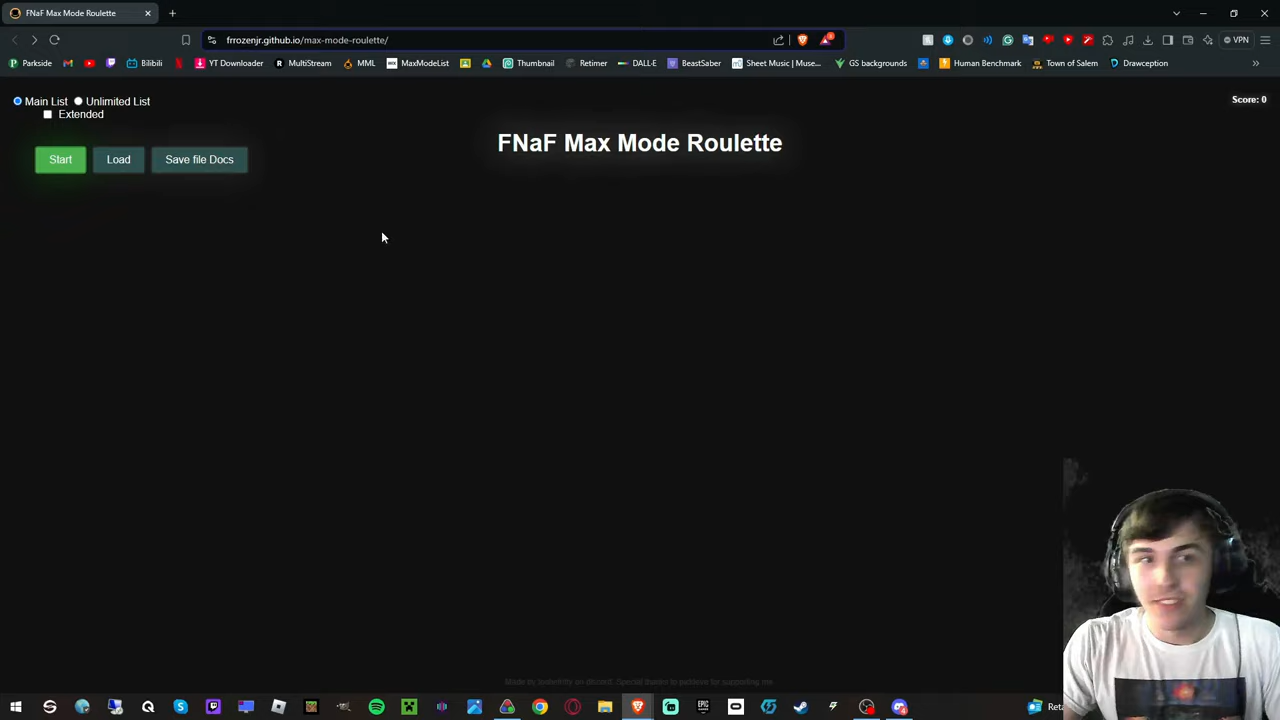 FNaF Max Mode Roulette
frrozenjr.github.io/max-mode-roulette/
VPN
Parkside
Bilibili
YT Downloader
MultiStream
MML
MaxModeList
Thumbnail
Retimer
DALL·E
BeastSaber
Sheet Music | Muse...
GS backgrounds
Human Benchmark
Town of Salem
Drawception
Main List
Unlimited List
Score: 0
Extended
FNaF Max Mode Roulette
Start
Load
Save file Docs